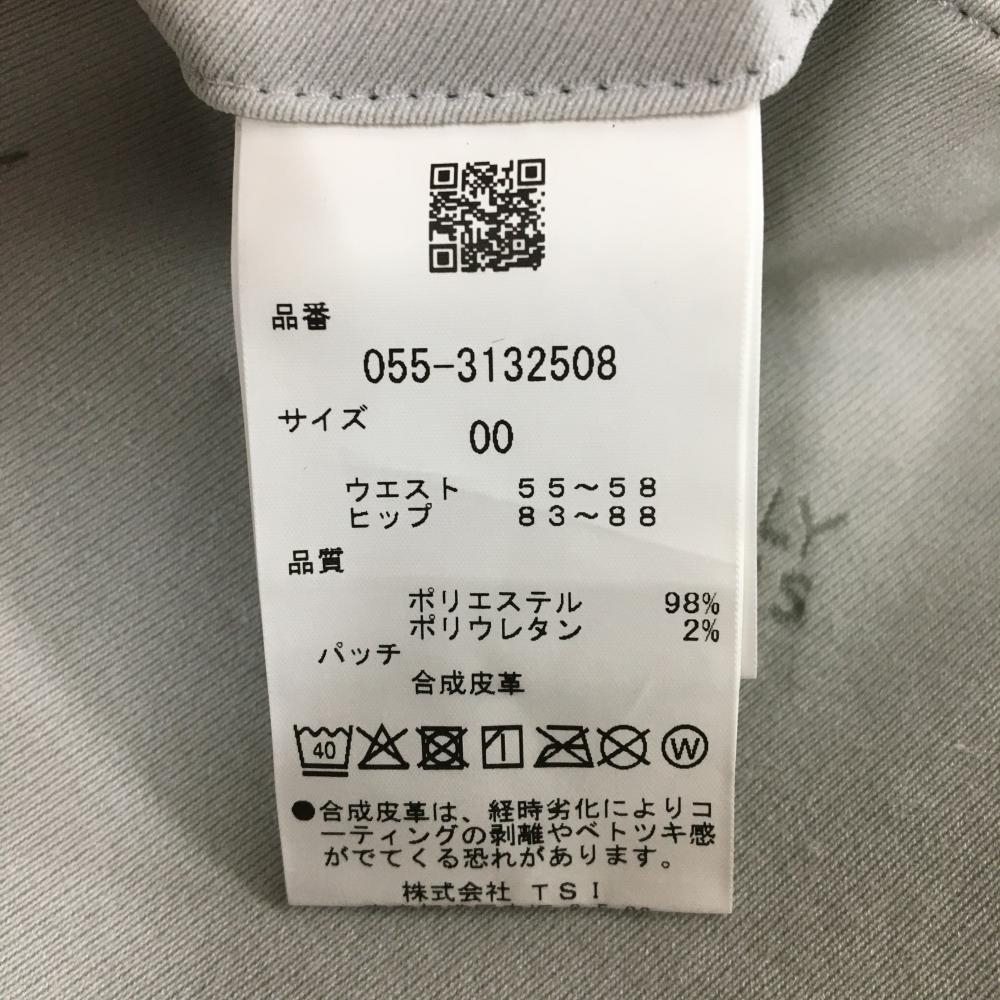 品番
055-3132508
サイズ
00
ウエスト 55～58
ヒップ 83～88
品質
ポリエステル 98%
ポリウレタン 2%
パッチ
合成皮革
40
W
●合成皮革は、経時劣化によりコ
ーティングの剥離やベトツキ感
がでてくる恐れがあります。
株式会社 TSI
LY
S